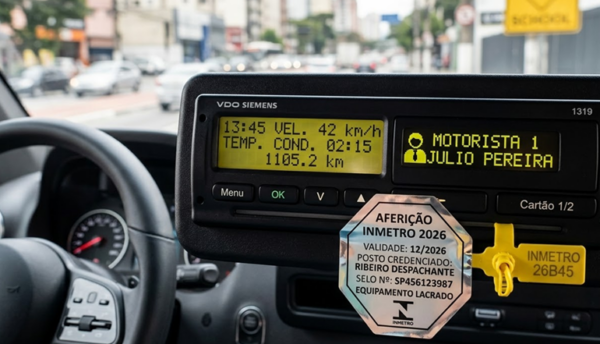 SCHOOL
VDO SIEMENS
1319
13:45 VEL. 42 km/h
TEMP. COND. 02:15
1105.2 km
MOTORISTA 1
JULIO PEREIRA
Menu
OK
V
▲
Cartão 1/2
AFERIÇÃO
INMETRO 2026
VALIDADE: 12/2026
POSTO CREDENCIADO:
RIBEIRO DESPACHANTE
SELO Nº: SP456123987
EQUIPAMENTO LACRADO
INMETRO
INMETRO
26B45